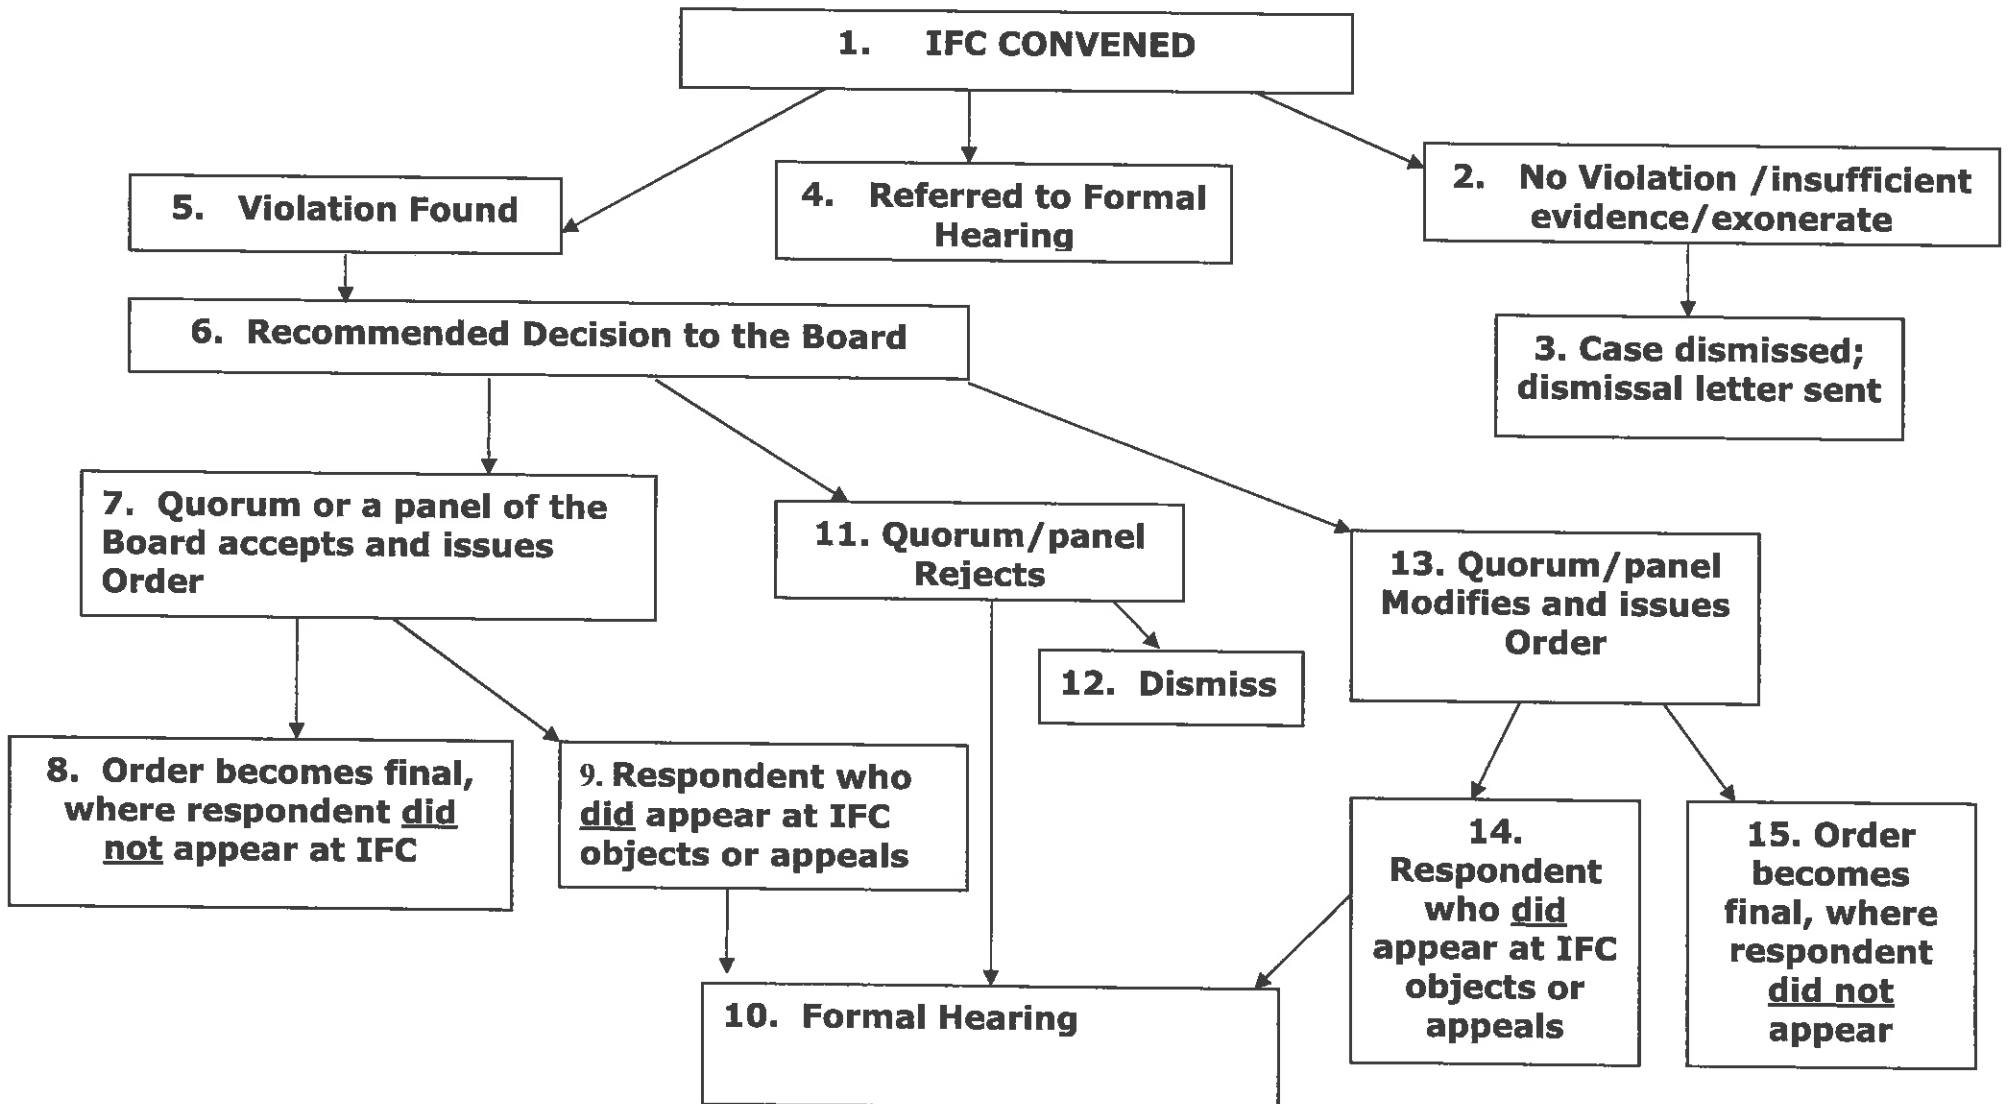 1. IFC CONVENED
2. No Violation /insufficient
evidence/exonerate
4. Referred to Formal
Hearing
5. Violation Found
6. Recommended Decision to the Board
3. Case dismissed;
dismissal letter sent
7. Quorum or a panel of the
Board accepts and issues
Order
11. Quorum/panel
Rejects
13. Quorum/panel
Modifies and issues
Order
12. Dismiss
8. Order becomes final,
where respondent did
not appear at IFC
9. Respondent who
did appear at IFC
objects or appeals
14.
Respondent
who did
appear at IFC
objects or
appeals
15. Order
becomes
final, where
respondent
did not
appear
10. Formal Hearing